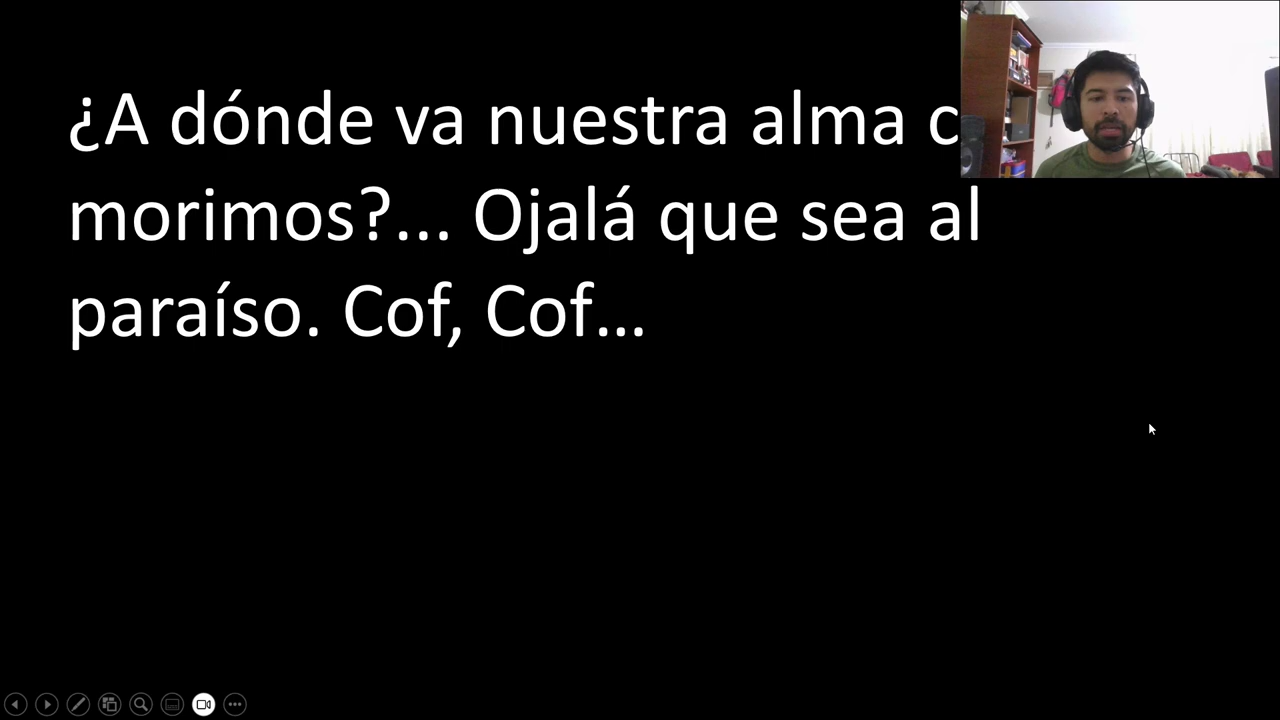 ¿A dónde va nuestra alma
morimos?... Ojalá que sea al
paraíso. Cof, Cof...